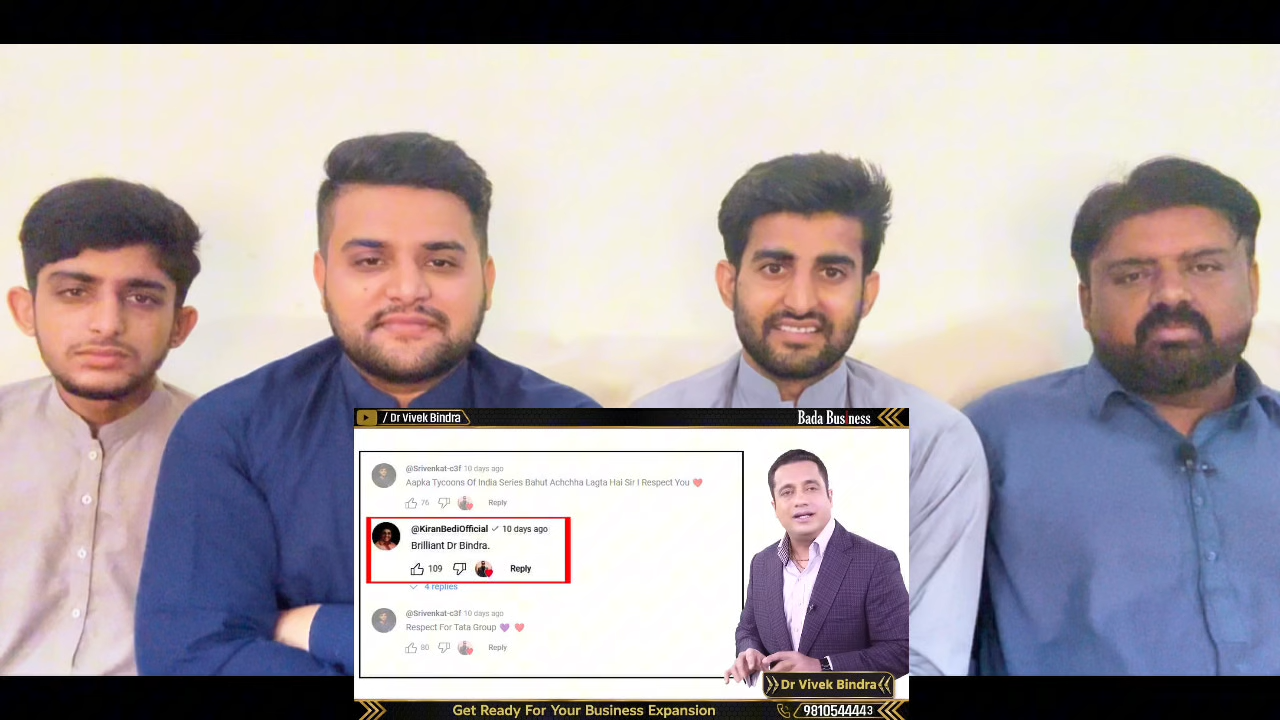 / Dr Vivek Bindra
Bada Business
@Srivenkat-c3f 10 days ago
Aapka Tycoons Of India Series Bahut Achchha Lagta Hai Sir I Respect You ❤️
76 Reply
@KiranBediOfficial ✓ 10 days ago
Brilliant Dr Bindra.
109 Reply
4 replies
@Srivenkat-c3f 10 days ago
Respect For Tata Group 💜 ❤️
80 Reply
Dr Vivek Bindra
Get Ready For Your Business Expansion
9810544443